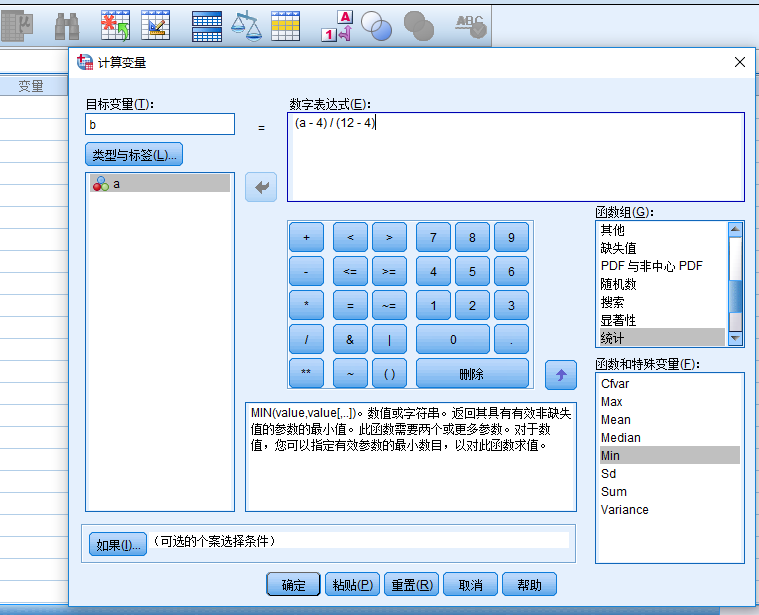 A
1
ABC
变量
计算变量
目标变量(T):
b
=
数字表达式(E):
(a - 4) / (12 - 4)
类型与标签(L)...
a
+ < > 7 8 9
- <= >= 4 5 6
* = ~= 1 2 3
/ & | 0 .
** ~ ( ) 删除
函数组(G):
其他
缺失值
PDF 与非中心 PDF
随机数
搜索
显著性
统计
MIN(value,value[,..])。数值或字符串。返回其具有有效非缺失
值的参数的最小值。此函数需要两个或更多参数。对于数
值，您可以指定有效参数的最小数目，以对此函数求值。
函数和特殊变量(F):
Cfvar
Max
Mean
Median
Min
Sd
Sum
Variance
如果(I)...
（可选的个案选择条件）
确定
粘贴(P)
重置(R)
取消
帮助